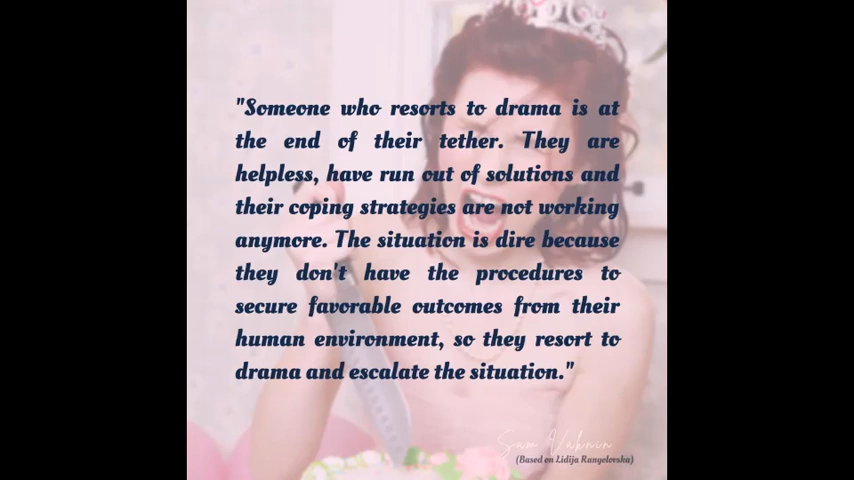 "Someone who resorts to drama is at
the end of their tether. They are
helpless, have run out of solutions and
their coping strategies are not working
anymore. The situation is dire because
they don't have the procedures to
secure favorable outcomes from their
human environment, so they resort to
drama and escalate the situation."
Sam Vaknin
(Based on Lidija Rangelovska)